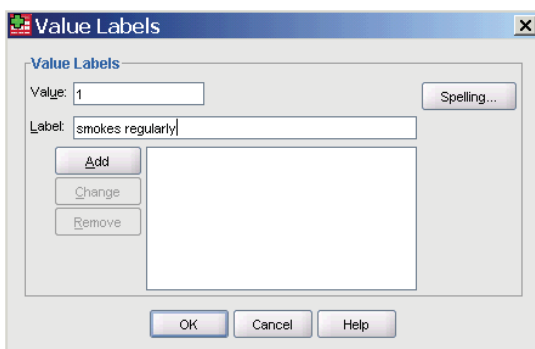 Value Labels
Value Labels
Value: 1
Spelling...
Label: smokes regularly
Add
Change
Remove
OK Cancel Help